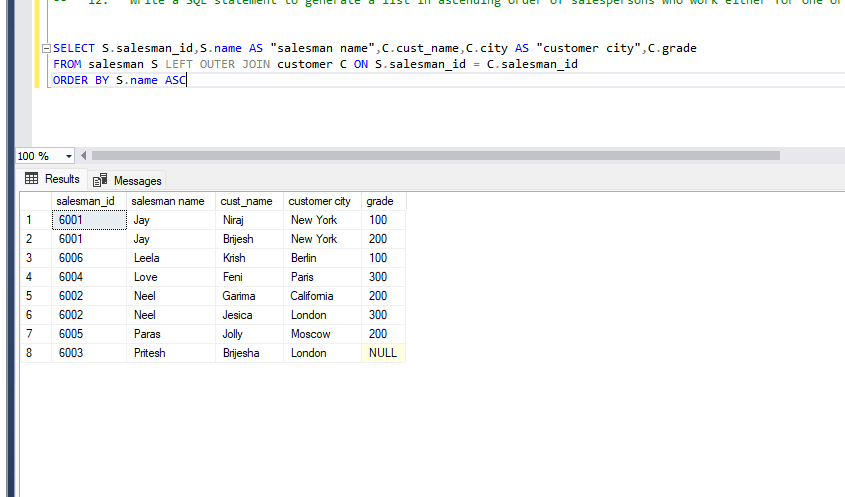 12. Write a SQL statement to generate a list in ascending order of salespersons who work either for one or
SELECT S.salesman_id,S.name AS "salesman name",C.cust_name,C.city AS "customer city",C.grade
FROM salesman S LEFT OUTER JOIN customer C ON S.salesman_id = C.salesman_id
ORDER BY S.name ASC
100 %
Results Messages
salesman_id salesman name cust_name customer city grade
1 6001 Jay Niraj New York 100
2 6001 Jay Brijesh New York 200
3 6006 Leela Krish Berlin 100
4 6004 Love Feni Paris 300
5 6002 Neel Garima California 200
6 6002 Neel Jesica London 300
7 6005 Paras Jolly Moscow 200
8 6003 Pritesh Brijesha London NULL